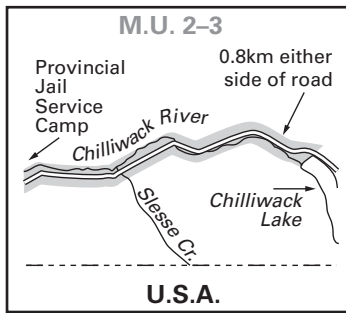 M.U. 2–3
Provincial
Jail
Service
Camp
0.8km either
side of road
Chilliwack River
Chilliwack
Lake
Slesse Cr.
U.S.A.